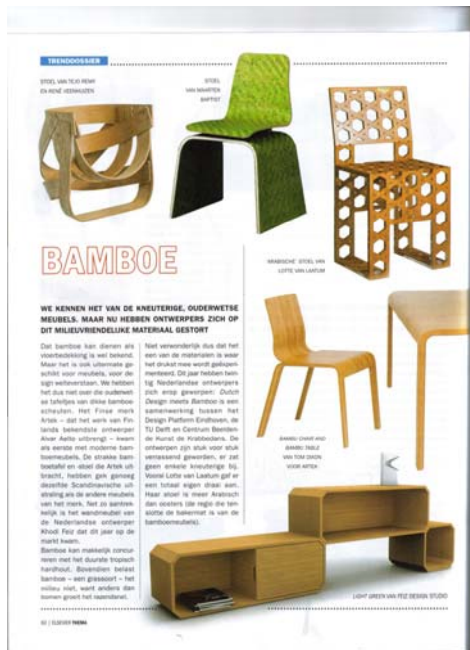 TRENDDOSSIER
STOEL VAN TEJO REMY
EN RENÉ VEENHUIZEN
STOEL
VAN MAARTEN
BAPTIST
'ARABISCHE' STOEL VAN
LOTTE VAN LAATUM
BAMBOE
WE KENNEN HET VAN DE KNEUTERIGE, OUDERWETSE
MEUBELS. MAAR NU HEBBEN ONTWERPERS ZICH OP
DIT MILIEUVRIENDELIJKE MATERIAAL GESTORT
Dat bamboe kan dienen als
vloerbedekking is wel bekend.
Maar het is ook uitermate ge-
schikt voor meubels, voor de-
sign welteverstaan. We hebben
het dus niet over die ouderwet-
se tafeltjes van dikke bamboe-
scheuten. Het Finse merk
Artek – dat het werk van Fin-
lands bekendste ontwerper
Alvar Aalto uitbrengt – kwam
als eerste met moderne bam-
boemeubels. De strakke bam-
boetafel en -stoel die Artek uit-
bracht, hebben gek genoeg
dezelfde Scandinavische uit-
straling als de andere meubels
van het merk. Net zo aantrek-
kelijk is het wandmeubel van
de Nederlandse ontwerper
Khodi Feiz dat dit jaar op de
markt kwam.
Bamboe kan makkelijk concur-
reren met het duurste tropisch
hardhout. Bovendien belast
bamboe – een grassoort – het
milieu niet, want anders dan
bomen groeit het razendsnel.
Niet verwonderlijk dus dat het
een van de materialen is waar
het drukst mee wordt geëxperi-
menteerd. Dit jaar hebben twin-
tig Nederlandse ontwerpers
zich erop geworpen: Dutch
Design meets Bamboo is een
samenwerking tussen het
Design Platform Eindhoven, de
TU Delft en Centrum Beelden-
de Kunst de Krabbedans. De
ontwerpen zijn stuk voor stuk
verrassend geworden, er zat
geen enkele kneuterige bij.
Vooral Lotte van Laatum gaf er
een totaal eigen draai aan.
Haar stoel is meer Arabisch
dan oosters (de regio die ten-
slotte de bakermat is van de
bamboemeubels).
BAMBU CHAIR AND
BAMBU TABLE
VAN TOM DIXON
VOOR ARTEK
LIGHT GREEN VAN FEIZ DESIGN STUDIO
ELSEVIER THEMA